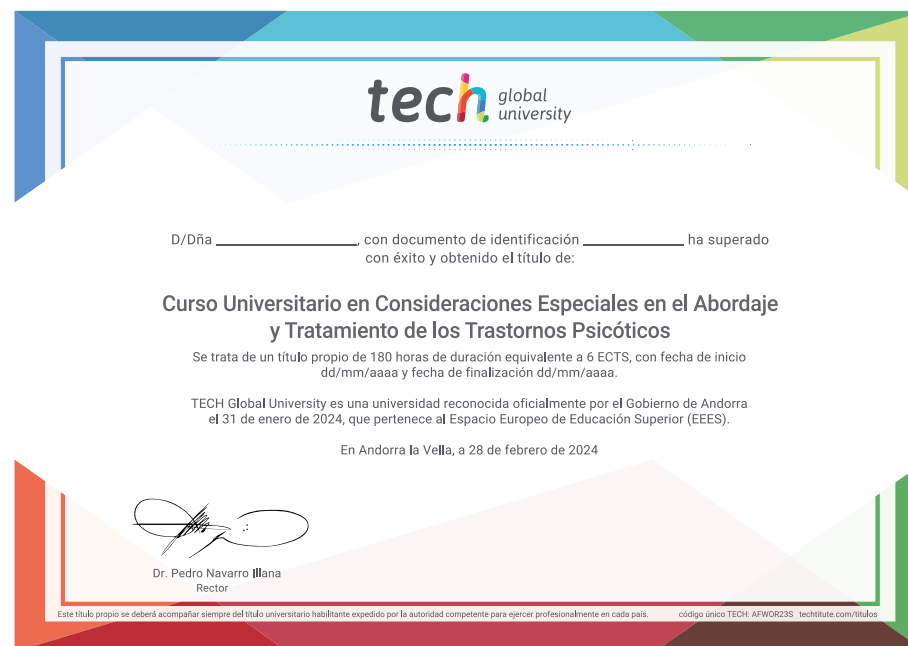 tech global university
D/Dña ______________, con documento de identificación ______________ ha superado
con éxito y obtenido el título de:
Curso Universitario en Consideraciones Especiales en el Abordaje
y Tratamiento de los Trastornos Psicóticos
Se trata de un título propio de 180 horas de duración equivalente a 6 ECTS, con fecha de inicio
dd/mm/aaaa y fecha de finalización dd/mm/aaaa.
TECH Global University es una universidad reconocida oficialmente por el Gobierno de Andorra
el 31 de enero de 2024, que pertenece al Espacio Europeo de Educación Superior (EEES).
En Andorra la Vella, a 28 de febrero de 2024
Dr. Pedro Navarro Illana
Rector
Este título propio se deberá acompañar siempre del título universitario habilitante expedido por la autoridad competente para ejercer profesionalmente en cada país. código único TECH: AFWOR23S techtitute.com/titulos